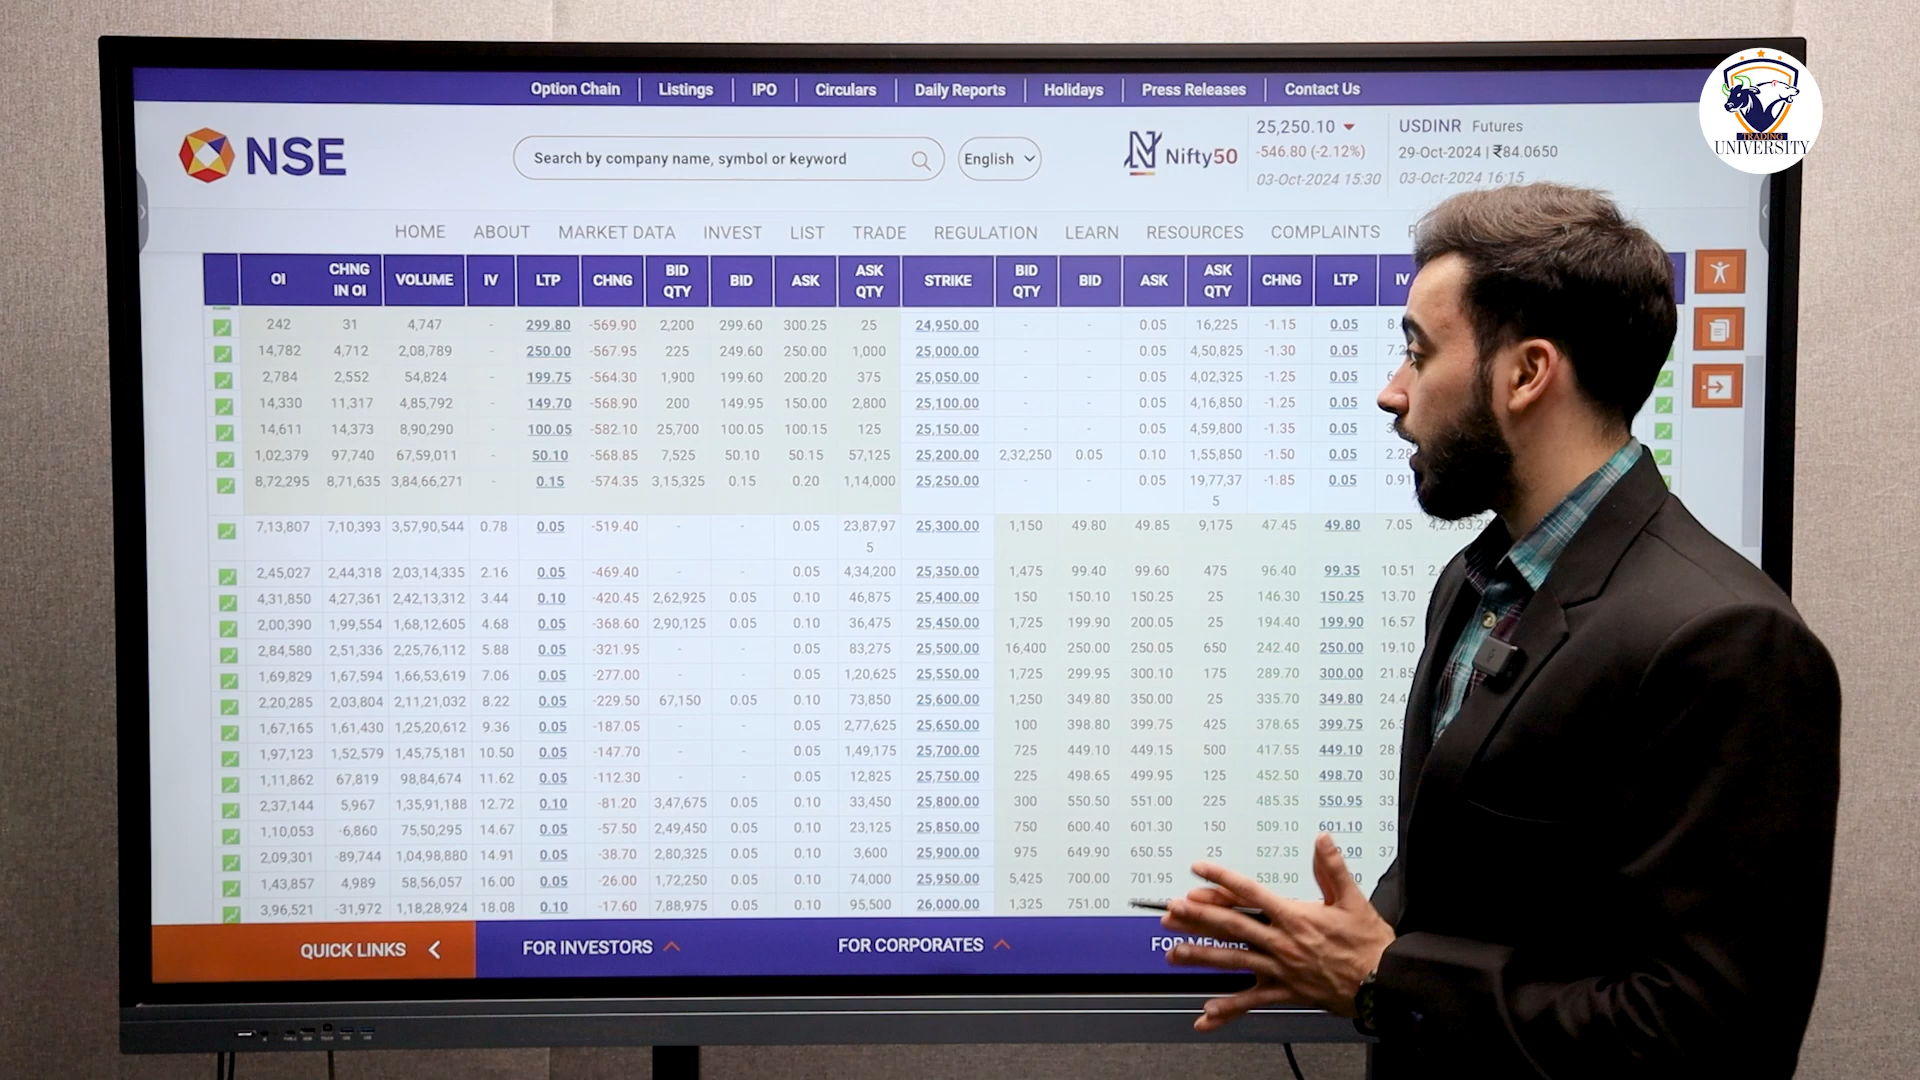 Option Chain | Listings | IPO | Circulars | Daily Reports | Holidays | Press Releases | Contact Us
TRADING
UNIVERSITY
NSE
Search by company name, symbol or keyword
English
Nifty50
25,250.10
-546.80 (-2.12%)
03-Oct-2024 15:30
USDINR Futures
29-Oct-2024 | ₹84.0650
03-Oct-2024 16:15
HOME ABOUT MARKET DATA INVEST LIST TRADE REGULATION LEARN RESOURCES COMPLAINTS
OI CHNG IN OI VOLUME IV LTP CHNG BID QTY BID ASK ASK QTY STRIKE BID QTY BID ASK ASK QTY CHNG LTP IV
242 31 4,747 - 299.80 -569.90 2,200 299.60 300.25 25 24,950.00 - - 0.05 16,225 -1.15 0.05
14,782 4,712 2,08,789 - 250.00 -567.95 225 249.60 250.00 1,000 25,000.00 - - 0.05 4,50,825 -1.30 0.05
2,784 2,552 54,824 - 199.75 -564.30 1,900 199.60 200.20 375 25,050.00 - - 0.05 4,02,325 -1.25 0.05
14,330 11,317 4,85,792 - 149.70 -568.90 200 149.95 150.00 2,800 25,100.00 - - 0.05 4,16,850 -1.25 0.05
14,611 14,373 8,90,290 - 100.05 -582.10 25,700 100.05 100.15 125 25,150.00 - - 0.05 4,59,800 -1.35 0.05
1,02,379 97,740 67,59,011 - 50.10 -568.85 7,525 50.10 50.15 57,125 25,200.00 2,32,250 0.05 0.10 1,55,850 -1.50 0.05 2.28
8,72,295 8,71,635 3,84,66,271 - 0.15 -574.35 3,15,325 0.15 0.20 1,14,000 25,250.00 - - 0.05 19,77,375 -1.85 0.05 0.91
7,13,807 7,10,393 3,57,90,544 0.78 0.05 -519.40 - - 0.05 23,87,975 25,300.00 1,150 49.80 49.85 9,175 47.45 49.80 7.05
2,45,027 2,44,318 2,03,14,335 2.16 0.05 -469.40 - - 0.05 4,34,200 25,350.00 1,475 99.40 99.60 475 96.40 99.35 10.51
4,31,850 4,27,361 2,42,13,312 3.44 0.10 -420.45 2,62,925 0.05 0.10 46,875 25,400.00 150 150.10 150.25 25 146.30 150.25 13.70
2,00,390 1,99,554 1,68,12,605 4.68 0.05 -368.60 2,90,125 0.05 0.10 36,475 25,450.00 1,725 199.90 200.05 25 194.40 199.90 16.57
2,84,580 2,51,336 2,25,76,112 5.88 0.05 -321.95 - - 0.05 83,275 25,500.00 16,400 250.00 250.05 650 242.40 250.00 19.10
1,69,829 1,67,594 1,66,53,619 7.06 0.05 -277.00 - - 0.05 1,20,625 25,550.00 1,725 299.95 300.10 175 289.70 300.00 21.85
2,20,285 2,03,804 2,11,21,032 8.22 0.05 -229.50 67,150 0.05 0.10 73,850 25,600.00 1,250 349.80 350.00 25 335.70 349.80
1,67,165 1,61,430 1,25,20,612 9.36 0.05 -187.05 - - 0.05 2,77,625 25,650.00 100 398.80 399.75 425 378.65 399.75
1,97,123 1,52,579 1,45,75,181 10.50 0.05 -147.70 - - 0.05 1,49,175 25,700.00 725 449.10 449.15 500 417.55 449.10
1,11,862 67,819 98,84,674 11.62 0.05 -112.30 - - 0.05 12,825 25,750.00 225 498.65 499.95 125 452.50 498.70
2,37,144 5,967 1,35,91,188 12.72 0.10 -81.20 3,47,675 0.05 0.10 33,450 25,800.00 300 550.50 551.00 225 485.35 550.95
1,10,053 -6,860 75,50,295 14.67 0.05 -57.50 2,49,450 0.05 0.10 23,125 25,850.00 750 600.40 601.30 150 509.10 601.10
2,09,301 -89,744 1,04,98,880 14.91 0.05 -38.70 2,80,325 0.05 0.10 3,600 25,900.00 975 649.90 650.55 25 527.35
1,43,857 4,989 58,56,057 16.00 0.05 -26.00 1,72,250 0.05 0.10 74,000 25,950.00 5,425 700.00 701.95 538.90
3,96,521 -31,972 1,18,28,924 18.08 0.10 -17.60 7,88,975 0.05 0.10 95,500 26,000.00 1,325 751.00
QUICK LINKS FOR INVESTORS FOR CORPORATES FOR